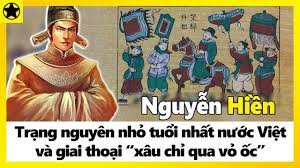 Nguyễn Hiền
Trạng nguyên nhỏ tuổi nhất nước Việt
và giai thoại “xâu chỉ qua vỏ ốc”